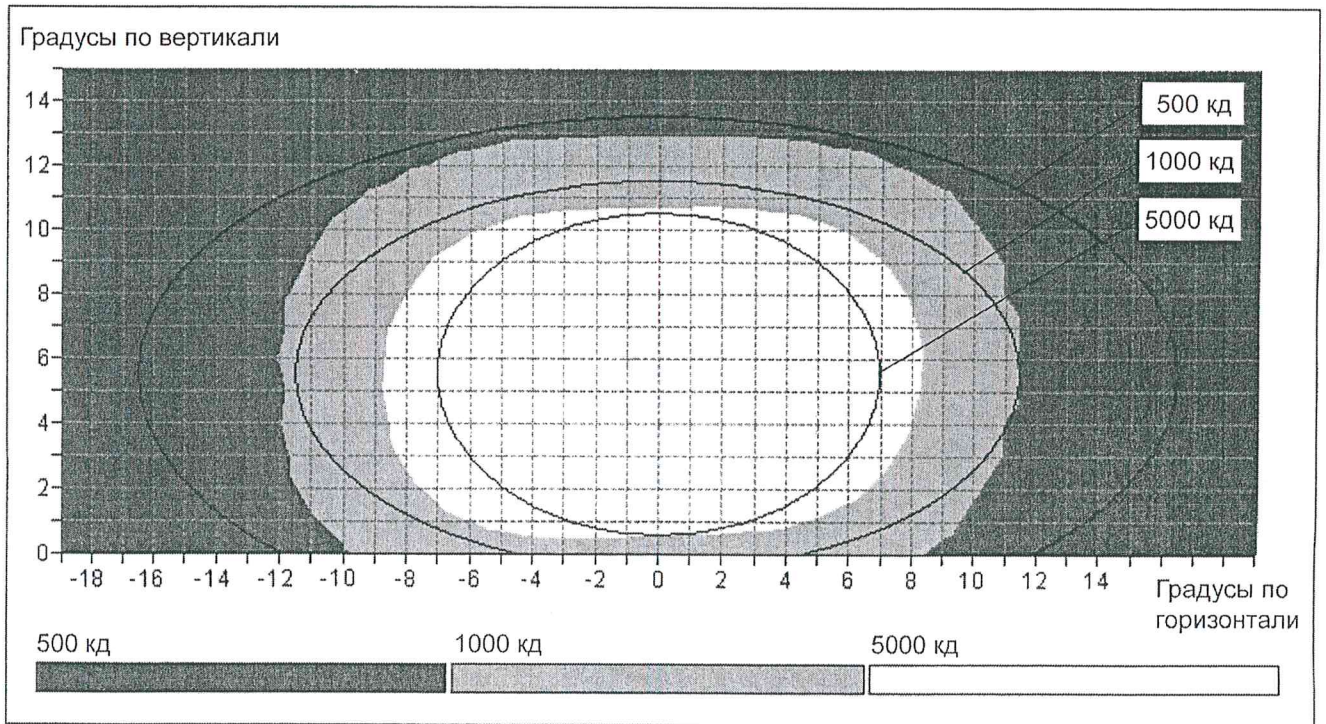 Градусы по вертикали
14
12
10
8
6
4
2
0
500 кд
1000 кд
5000 кд
-18 -16 -14 -12 -10 -8 -6 -4 -2 0 2 4 6 8 10 12 14
Градусы по
горизонтали
500 кд 1000 кд 5000 кд